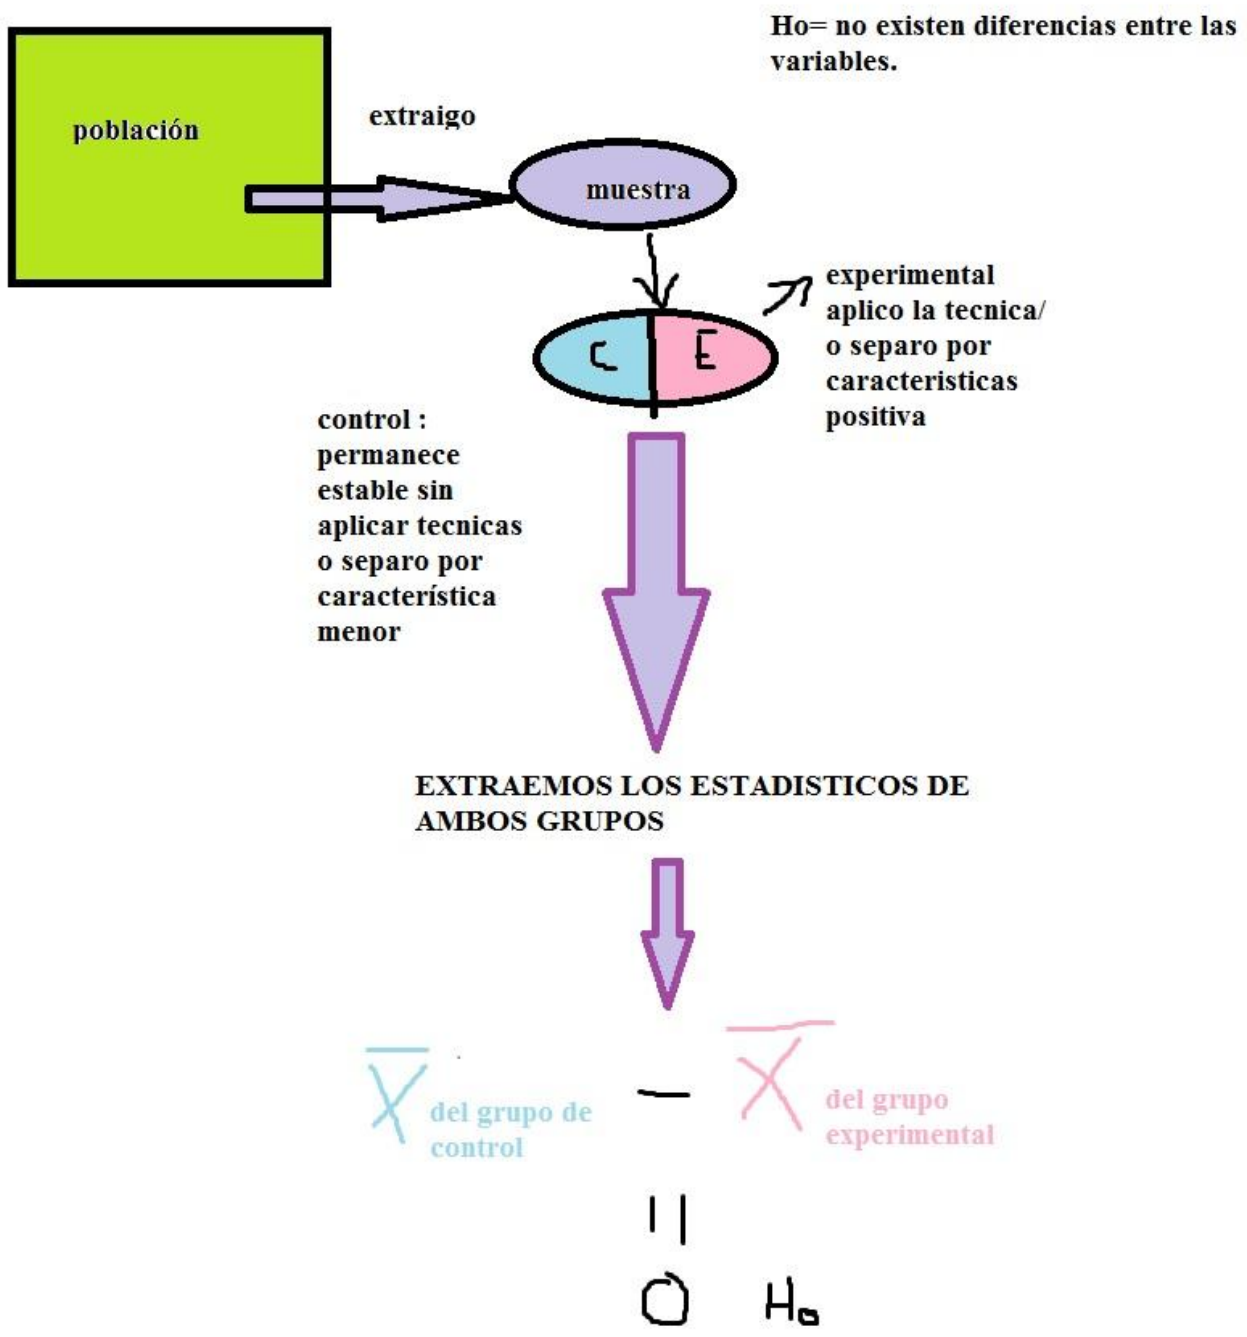 Ho= no existen diferencias entre las
variables.
población
extraigo
muestra
C E
experimental
aplico la tecnica/
o separo por
caracteristicas
positiva
control :
permanece
estable sin
aplicar tecnicas
o separo por
característica
menor
EXTRAEMOS LOS ESTADISTICOS DE
AMBOS GRUPOS
X̅ del grupo de
control
— X̅ del grupo
experimental
=
O Ho